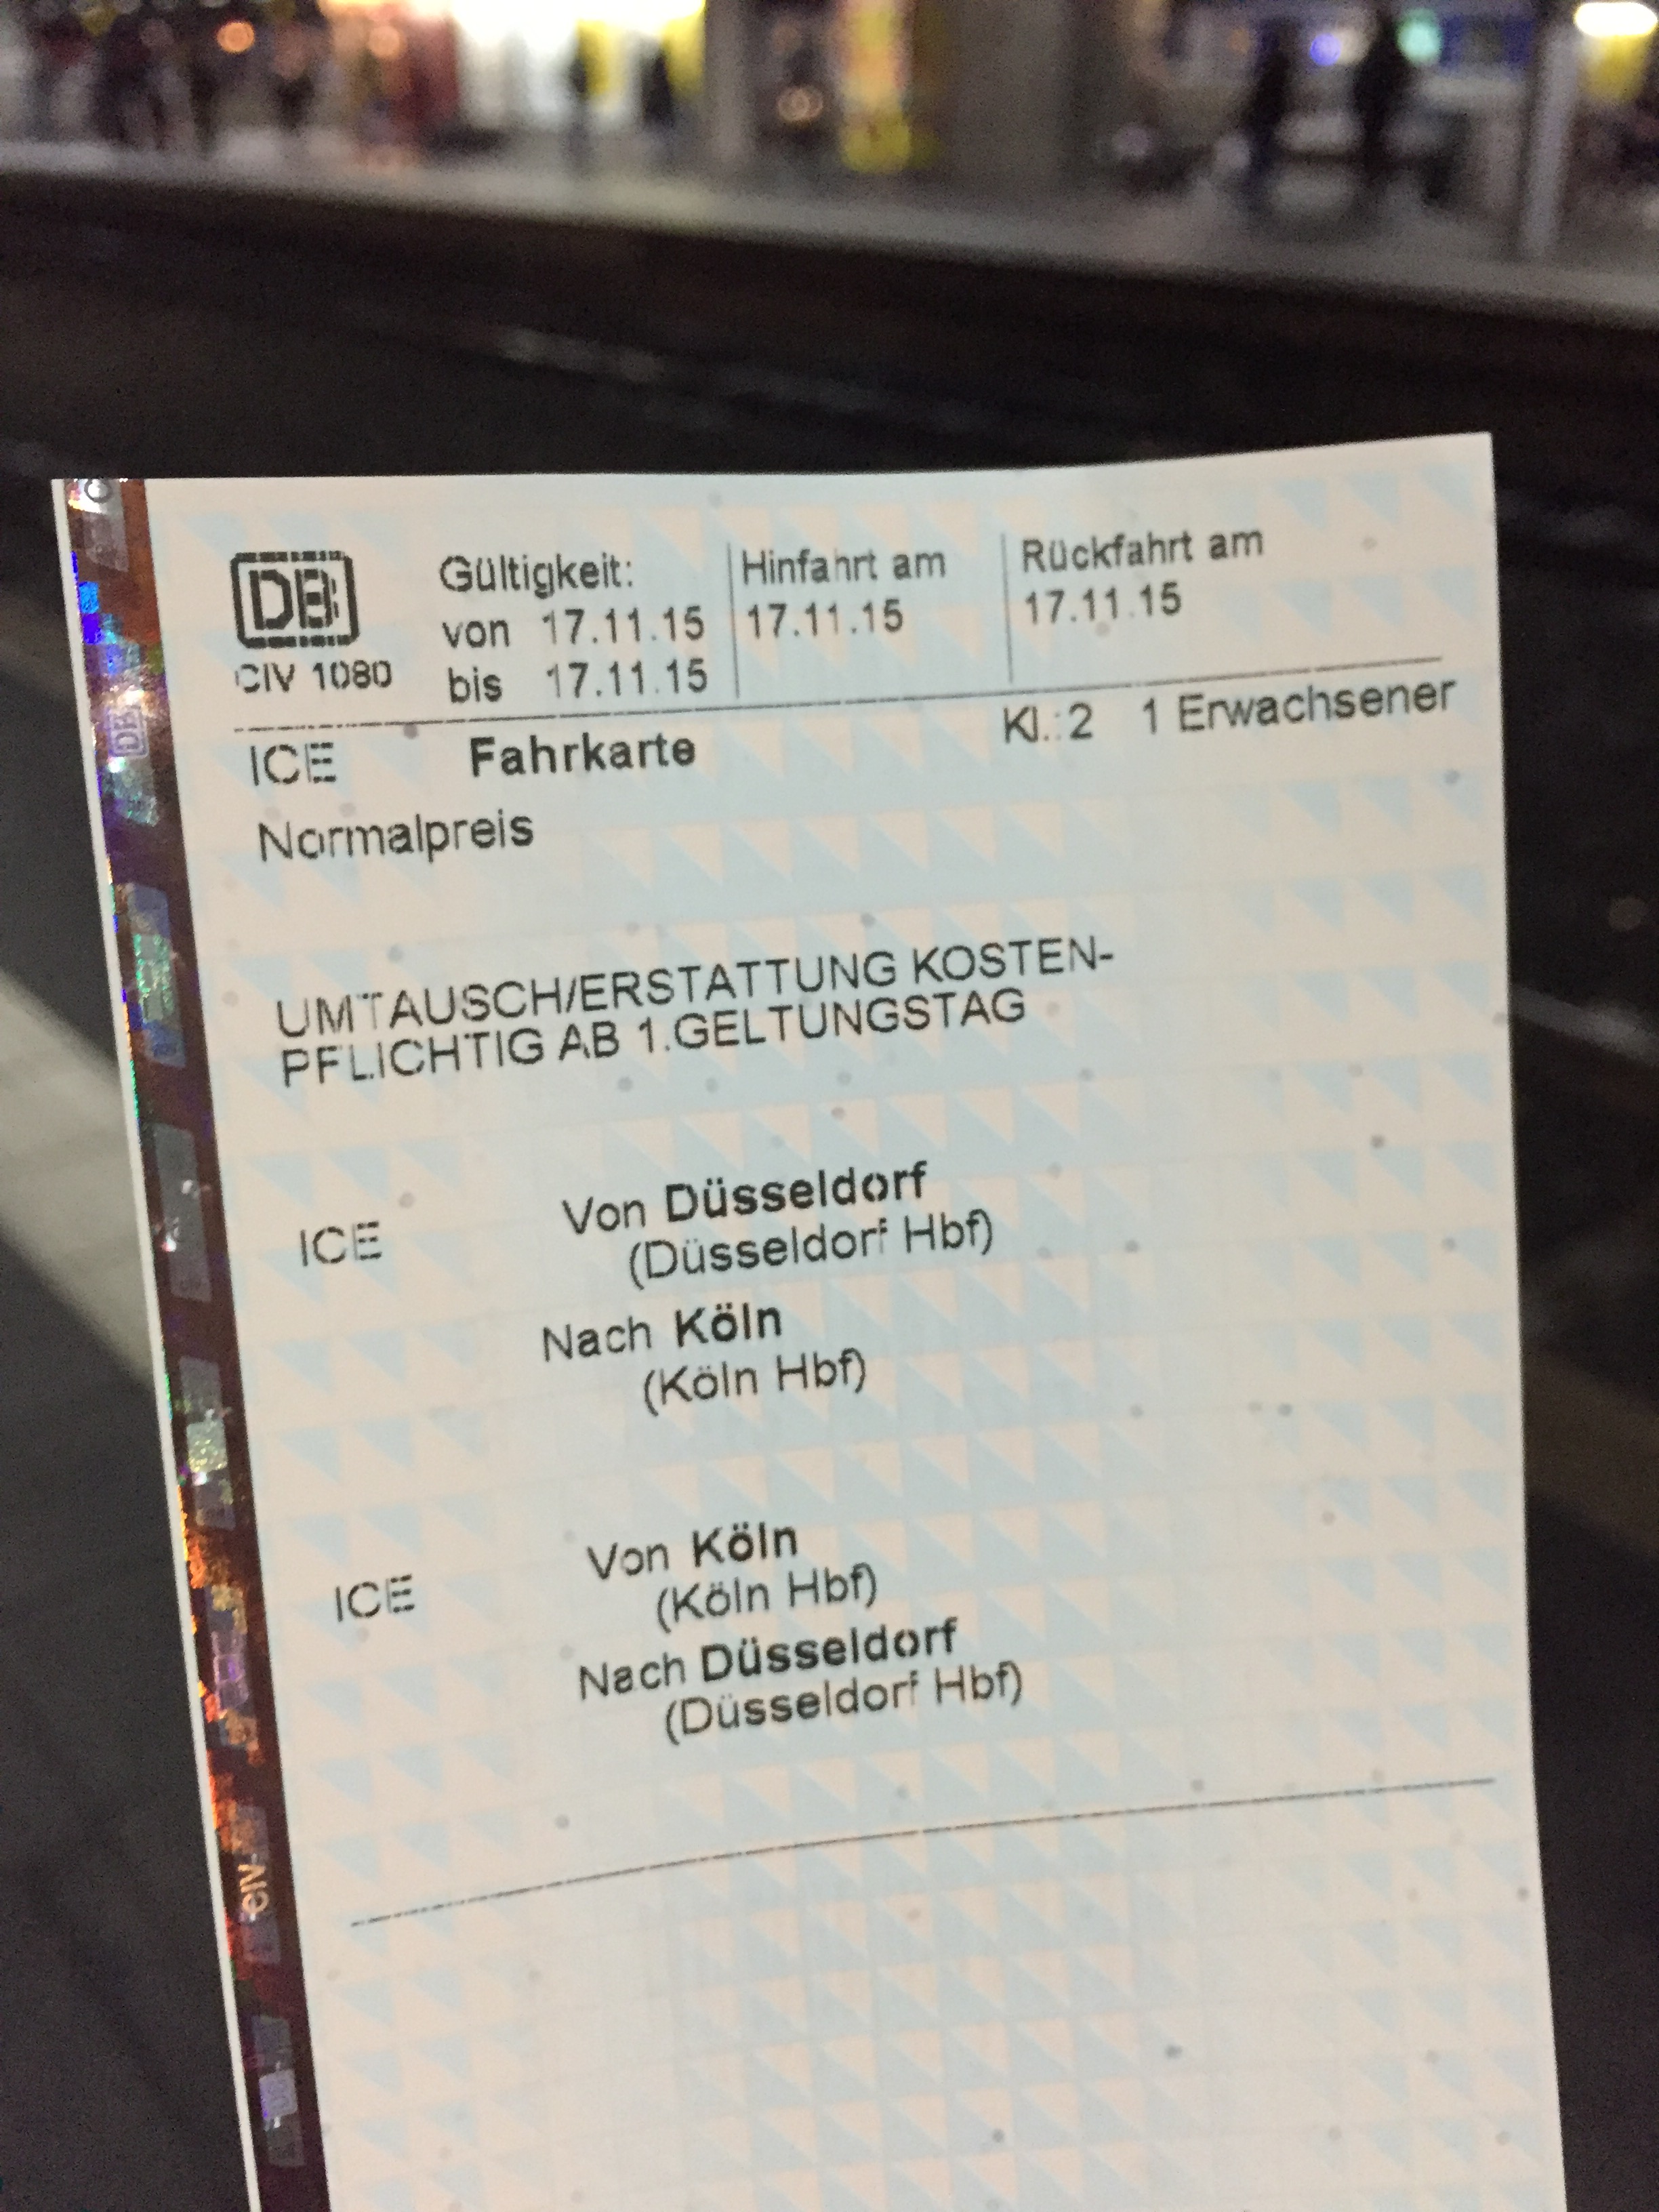 DB
CIV 1080
Gültigkeit:
von 17.11.15
bis 17.11.15
Hinfahrt am
17.11.15
Rückfahrt am
17.11.15
ICE Fahrkarte Kl.: 2 1 Erwachsener
Normalpreis
UMTAUSCH/ERSTATTUNG KOSTEN-
PFLICHTIG AB 1.GELTUNGSTAG
ICE Von Düsseldorf
(Düsseldorf Hbf)
Nach Köln
(Köln Hbf)
ICE Von Köln
(Köln Hbf)
Nach Düsseldorf
(Düsseldorf Hbf)